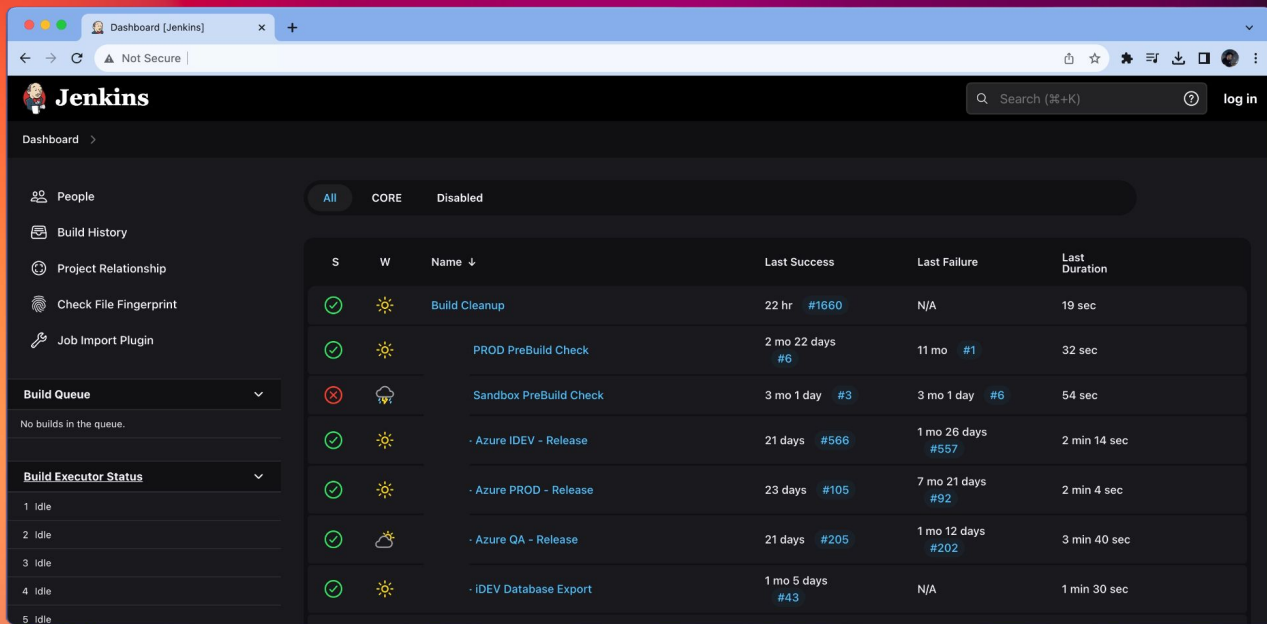 Dashboard [Jenkins]
Not Secure
Jenkins
Search (⌘+K)
log in
Dashboard
People
Build History
Project Relationship
Check File Fingerprint
Job Import Plugin
Build Queue
No builds in the queue.
Build Executor Status
1 Idle
2 Idle
3 Idle
4 Idle
5 Idle
All CORE Disabled
S W Name ↓ Last Success Last Failure Last
Duration
Build Cleanup 22 hr #1660 N/A 19 sec
PROD PreBuild Check 2 mo 22 days
#6 11 mo #1 32 sec
Sandbox PreBuild Check 3 mo 1 day #3 3 mo 1 day #6 54 sec
- Azure IDEV - Release 21 days #566 1 mo 26 days
#557 2 min 14 sec
- Azure PROD - Release 23 days #105 7 mo 21 days
#92 2 min 4 sec
- Azure QA - Release 21 days #205 1 mo 12 days
#202 3 min 40 sec
- iDEV Database Export 1 mo 5 days
#43 N/A 1 min 30 sec